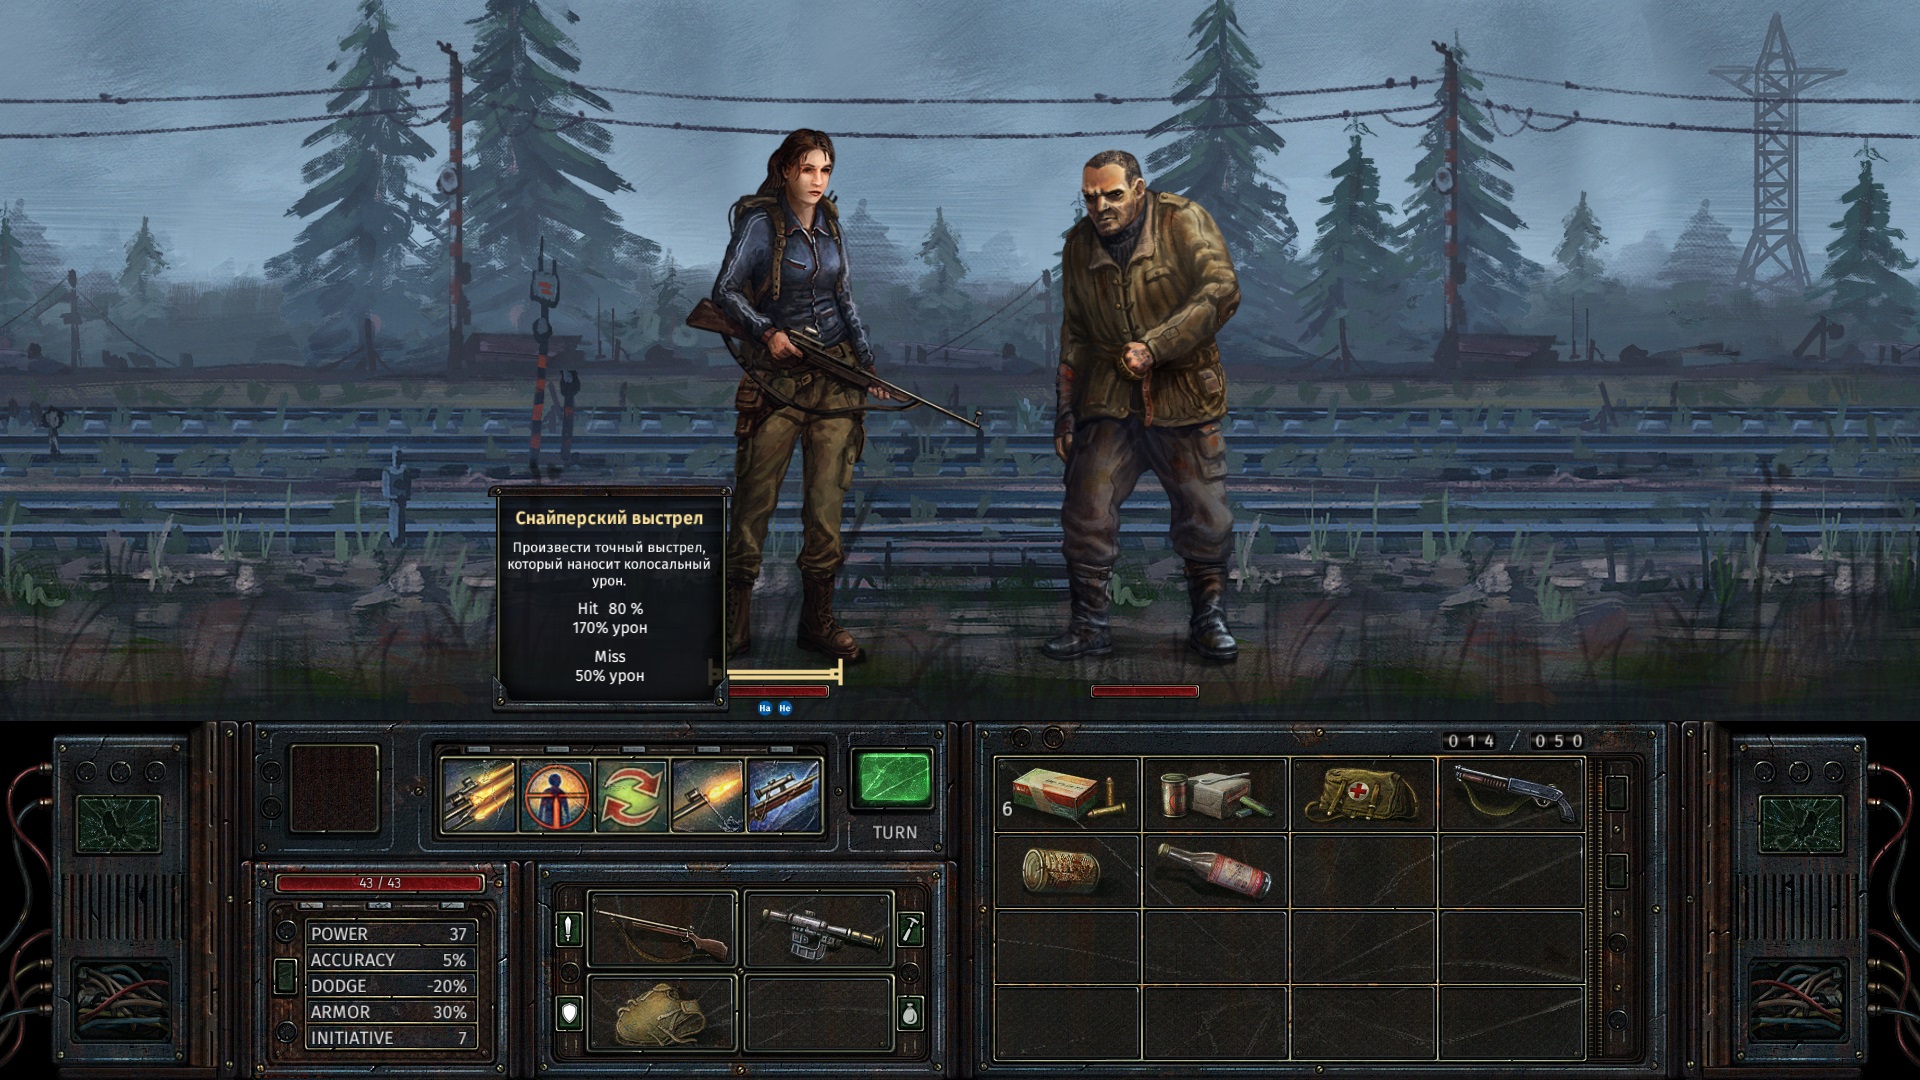 Снайперский выстрел
Произвести точный выстрел,
который наносит колосальный
урон.
Hit 80 %
170% урон
Miss
50% урон
На Не
014 / 050
TURN
6
43 / 43
POWER 37
ACCURACY 5%
DODGE -20%
ARMOR 30%
INITIATIVE 7